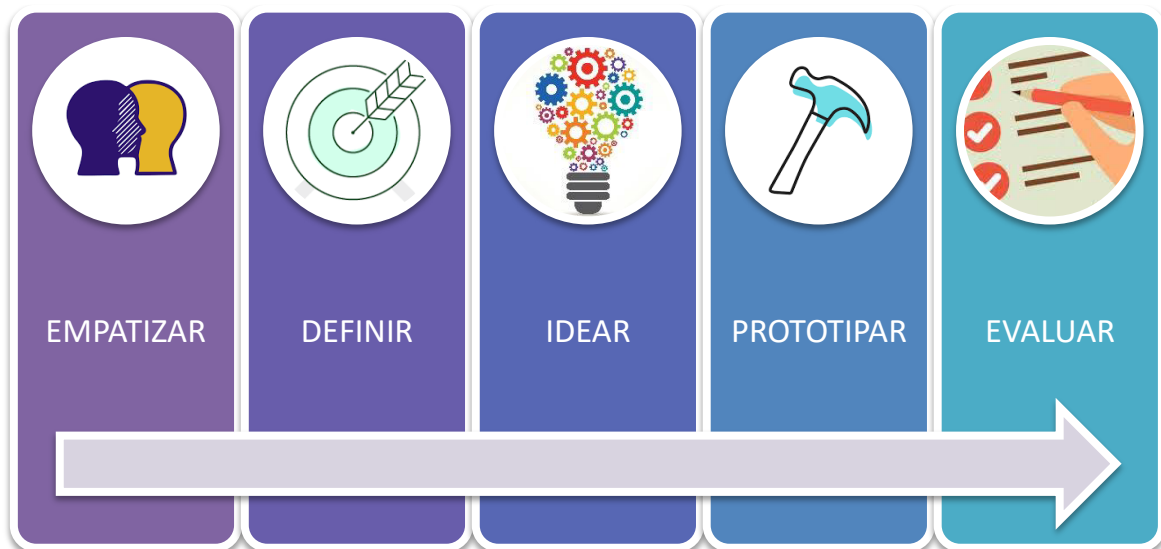 EMPATIZAR
DEFINIR
IDEAR
PROTOTIPAR
EVALUAR